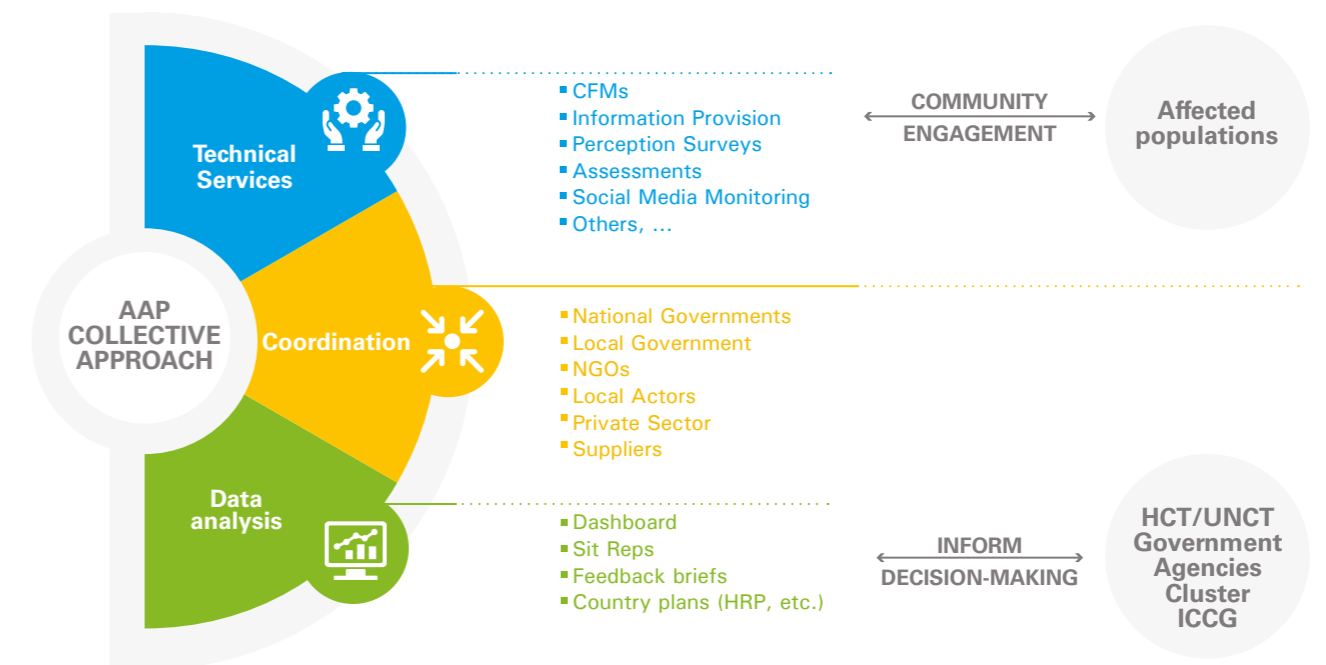 AAP
COLLECTIVE
APPROACH
Technical
Services
■ CFMs
■ Information Provision
■ Perception Surveys
■ Assessments
■ Social Media Monitoring
■ Others, ...
COMMUNITY
ENGAGEMENT
Affected
populations
Coordination
■ National Governments
■ Local Government
■ NGOs
■ Local Actors
■ Private Sector
■ Suppliers
Data
analysis
■ Dashboard
■ Sit Reps
■ Feedback briefs
■ Country plans (HRP, etc.)
INFORM
DECISION-MAKING
HCT/UNCT
Government
Agencies
Cluster
ICCG